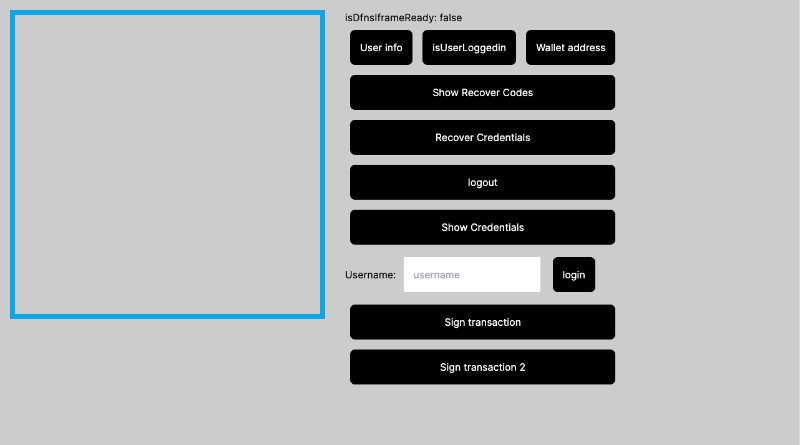 isDfnsIframeReady: false
User info
isUserLoggedin
Wallet address
Show Recover Codes
Recover Credentials
logout
Show Credentials
Username: username login
Sign transaction
Sign transaction 2